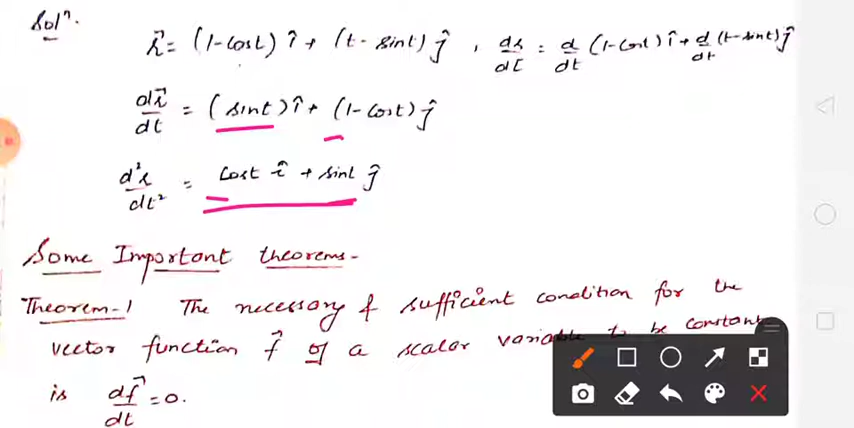 Solⁿ.
r⃗ = (1-cost) î + (t - sint) ĵ , dr/dt = d/dt (1-cost) î + d/dt (t-sint) ĵ
dr⃗/dt = (sint) î + (1-cost) ĵ
d²r/dt² = cost î + sint ĵ
Some Important theorems-
Theorem-1 The necessary & sufficient condition for the
vector function f⃗ of a scalar variable to be constant
is df⃗/dt = 0.